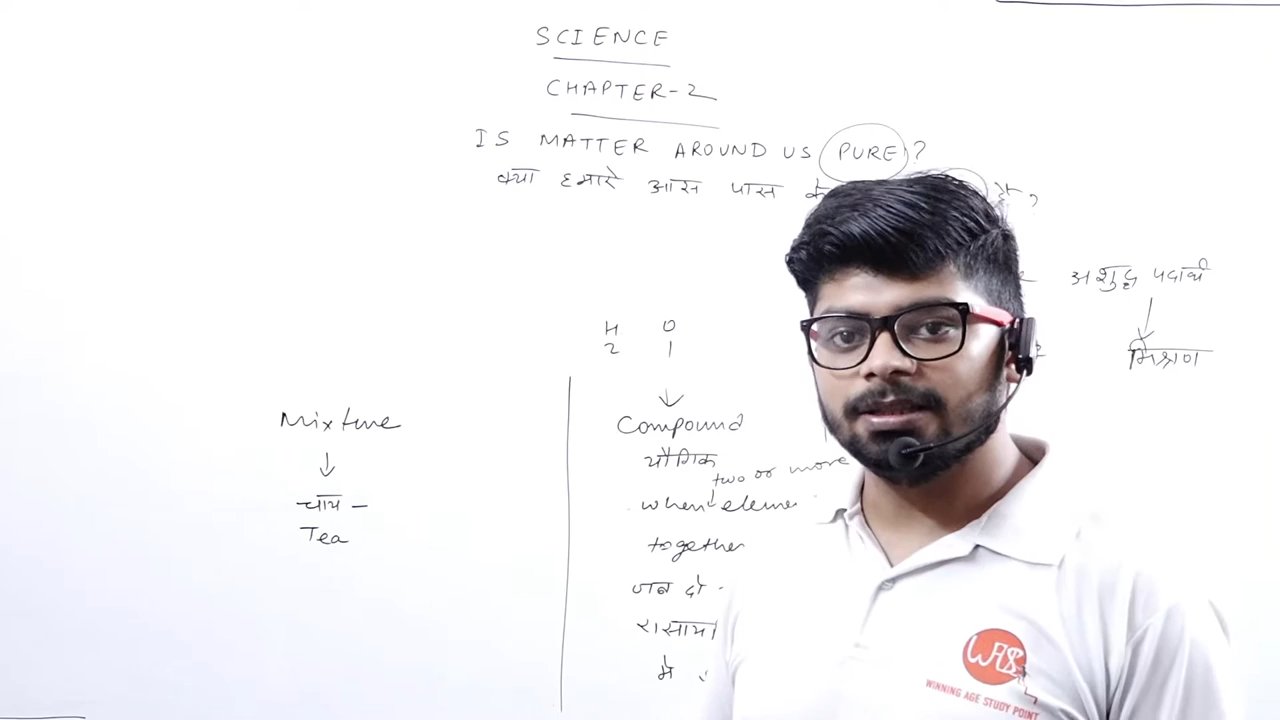 SCIENCE
CHAPTER-2
IS MATTER AROUND US PURE?
क्या हमारे आस पास के है ?
अशुद्ध पदार्थ
मिश्रण
H O
2 1
Mixture
चाय -
Tea
Compound
यौगिक
two or more
when eleme
together
जब दो
रासाय
मे
WASP
WINNING AGE STUDY POINT